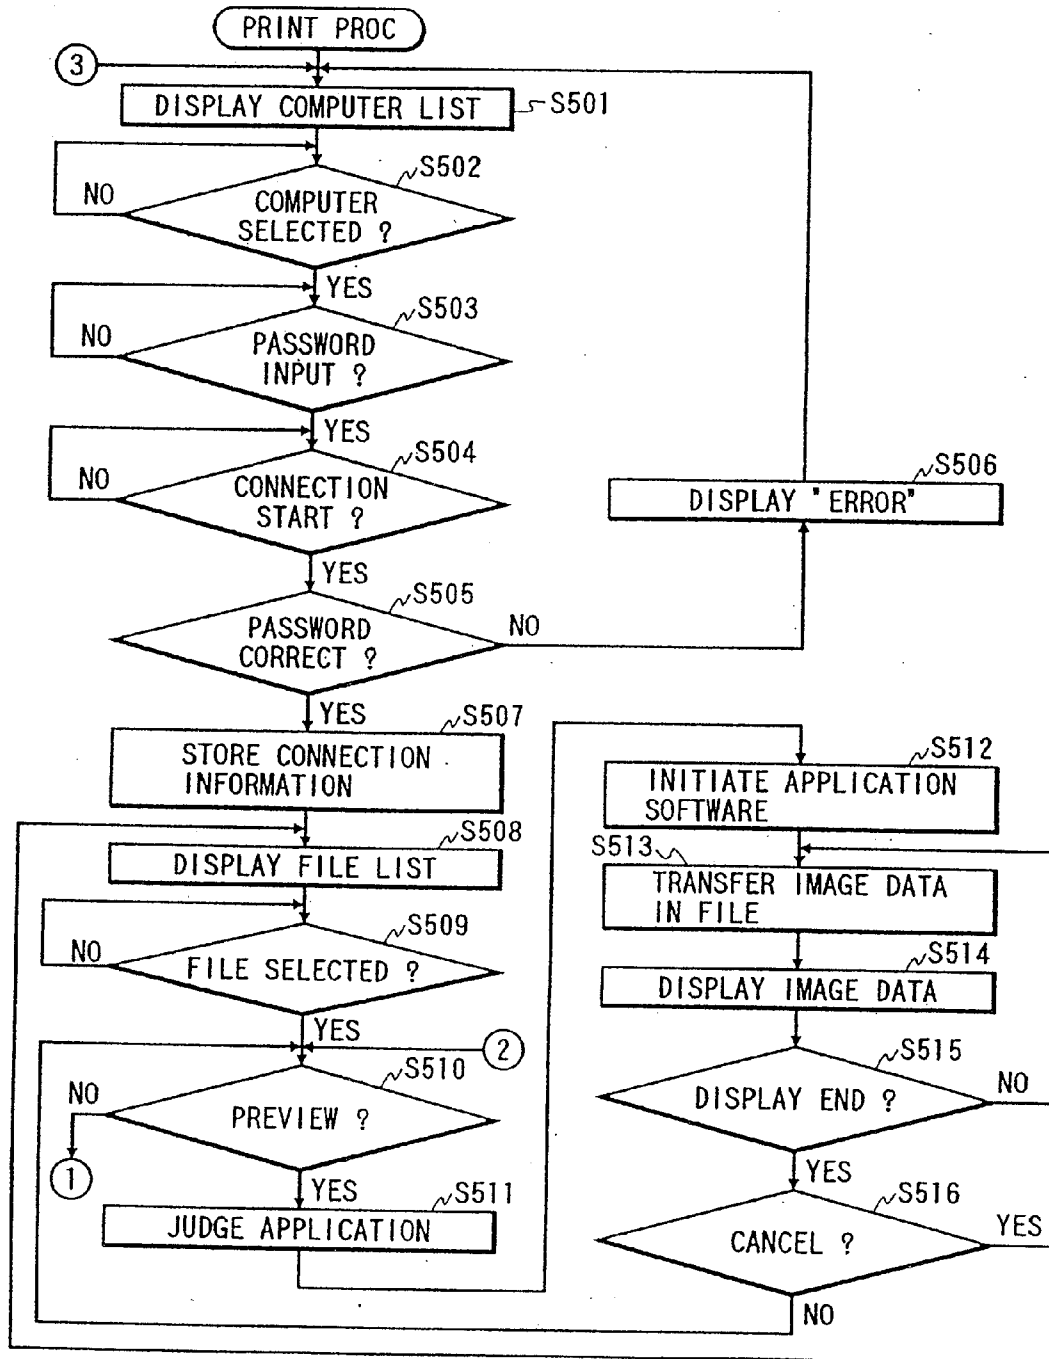 PRINT PROC
3
DISPLAY COMPUTER LIST
S501
S502
NO
COMPUTER
SELECTED ?
YES
S503
NO
PASSWORD
INPUT ?
YES
S504
NO
CONNECTION
START ?
S506
DISPLAY "ERROR"
YES
S505
PASSWORD
CORRECT ?
NO
YES
S507
STORE CONNECTION
INFORMATION
S508
DISPLAY FILE LIST
S509
NO
FILE SELECTED ?
YES
2
S510
NO
PREVIEW ?
1
YES
S511
JUDGE APPLICATION
S512
INITIATE APPLICATION
SOFTWARE
S513
TRANSFER IMAGE DATA
IN FILE
S514
DISPLAY IMAGE DATA
S515
DISPLAY END ?
NO
YES
S516
CANCEL ?
YES
NO